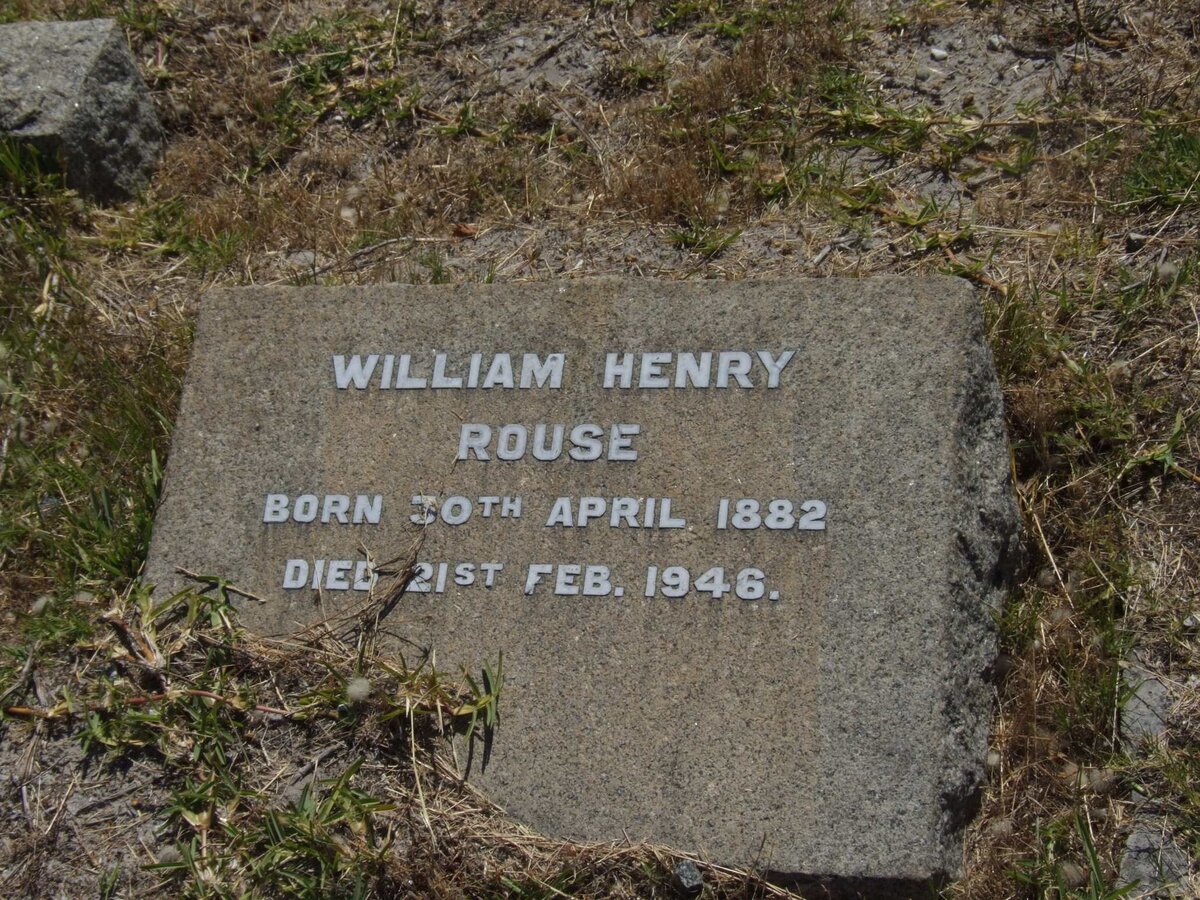 WILLIAM HENRY
ROUSE
BORN 30TH APRIL 1882
DIED 21ST FEB. 1946.